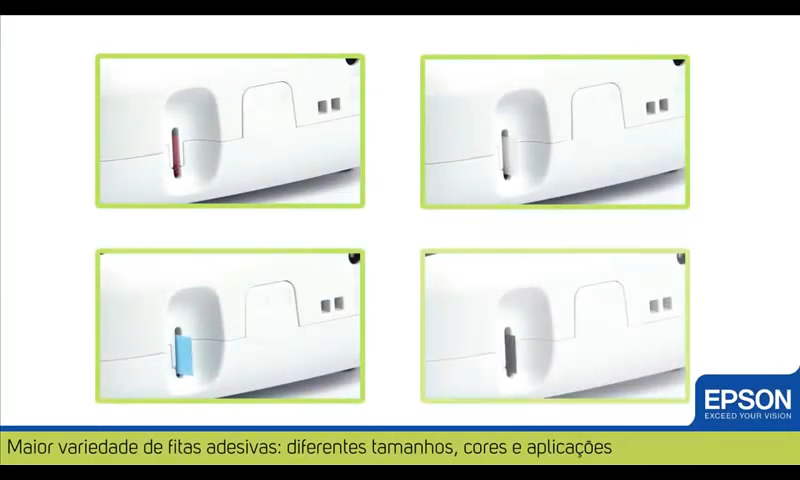 EPSON
EXCEED YOUR VISION
Maior variedade de fitas adesivas: diferentes tamanhos, cores e aplicações